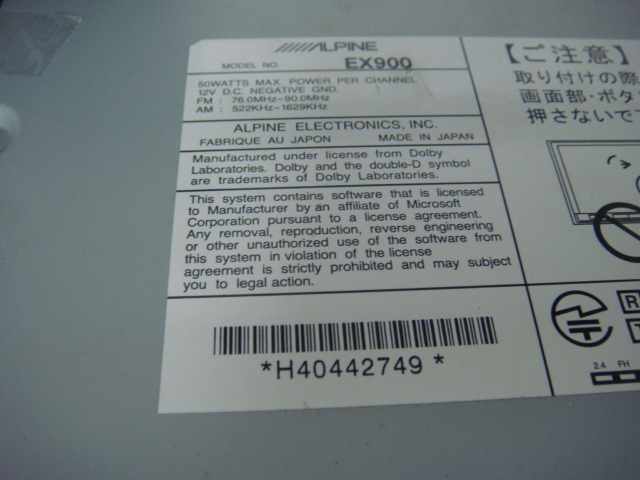 ALPINE
MODEL NO. EX900
50WATTS MAX. POWER PER CHANNEL
12V D.C. NEGATIVE GND.
FM : 76.0MHz-90.0MHz
AM : 522KHz-1629KHz
ALPINE ELECTRONICS, INC.
FABRIQUE AU JAPON MADE IN JAPAN
Manufactured under license from Dolby
Laboratories. Dolby and the double-D symbol
are trademarks of Dolby Laboratories.
This system contains software that is licensed
to Manufacturer by an affiliate of Microsoft
Corporation pursuant to a license agreement.
Any removal, reproduction, reverse engineering
or other unauthorized use of the software from
this system in violation of the license
agreement is strictly prohibited and may subject
you to legal action.
*H40442749*
【ご注意】
取り付けの際
画面部・ボタ
押さないで
R
T
2.4 FH